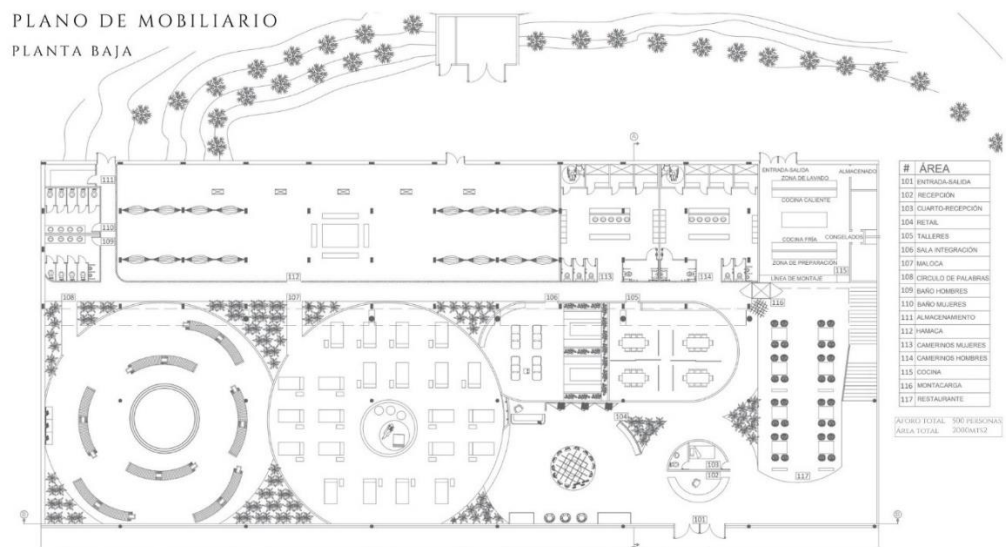 PLANO DE MOBILIARIO
PLANTA BAJA
A
111
ENTRADA-SALIDA
ALMACENADO
ZONA DE LAVADO
COCINA CALIENTE
110
109
CONGELADOS
COCINA FRÍA
ZONA DE PREPARACIÓN
115
112
113
114
LINEA DE MONTAJE
108
107
106
105
116
104
103
102
117
101
# ÁREA
101 ENTRADA-SALIDA
102 RECEPCIÓN
103 CUARTO-RECEPCIÓN
104 RETAIL
105 TALLERES
106 SALA INTEGRACIÓN
107 MALOCA
108 CIRCULO DE PALABRAS
109 BAÑO HOMBRES
110 BAÑO MUJERES
111 ALMACENAMIENTO
112 HAMACA
113 CAMERINOS MUJERES
114 CAMERINOS HOMBRES
115 COCINA
116 MONTACARGA
117 RESTAURANTE
AFORO TOTAL 500 PERSONAS
ÁREA TOTAL 2000MTS2